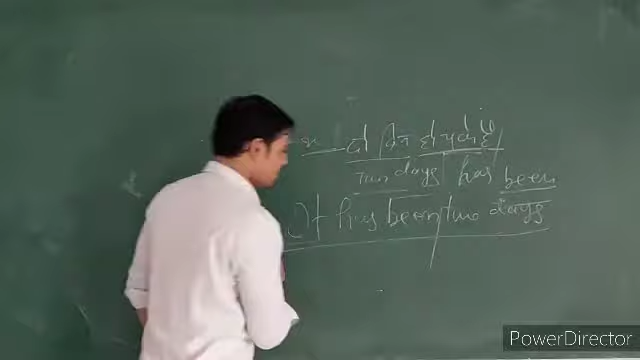 दो दिन हो चुके हैं
Two days has been
It has been two days
PowerDirector